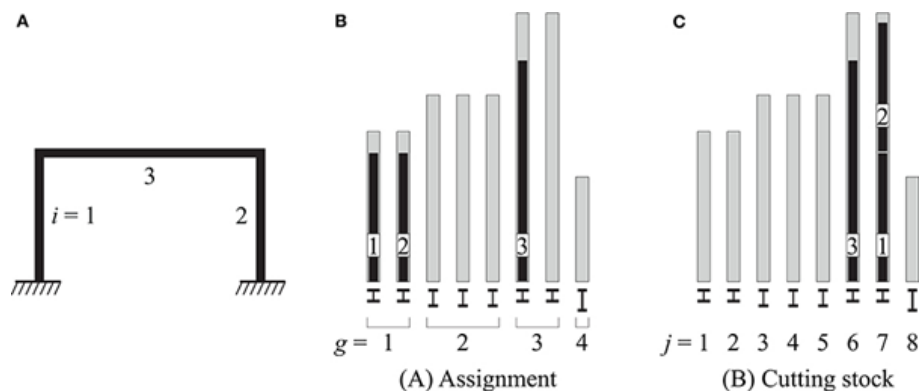 A
i = 1
2
3
B
1
2
3
g = 1 2 3 4
(A) Assignment
C
2
3
1
j = 1 2 3 4 5 6 7 8
(B) Cutting stock